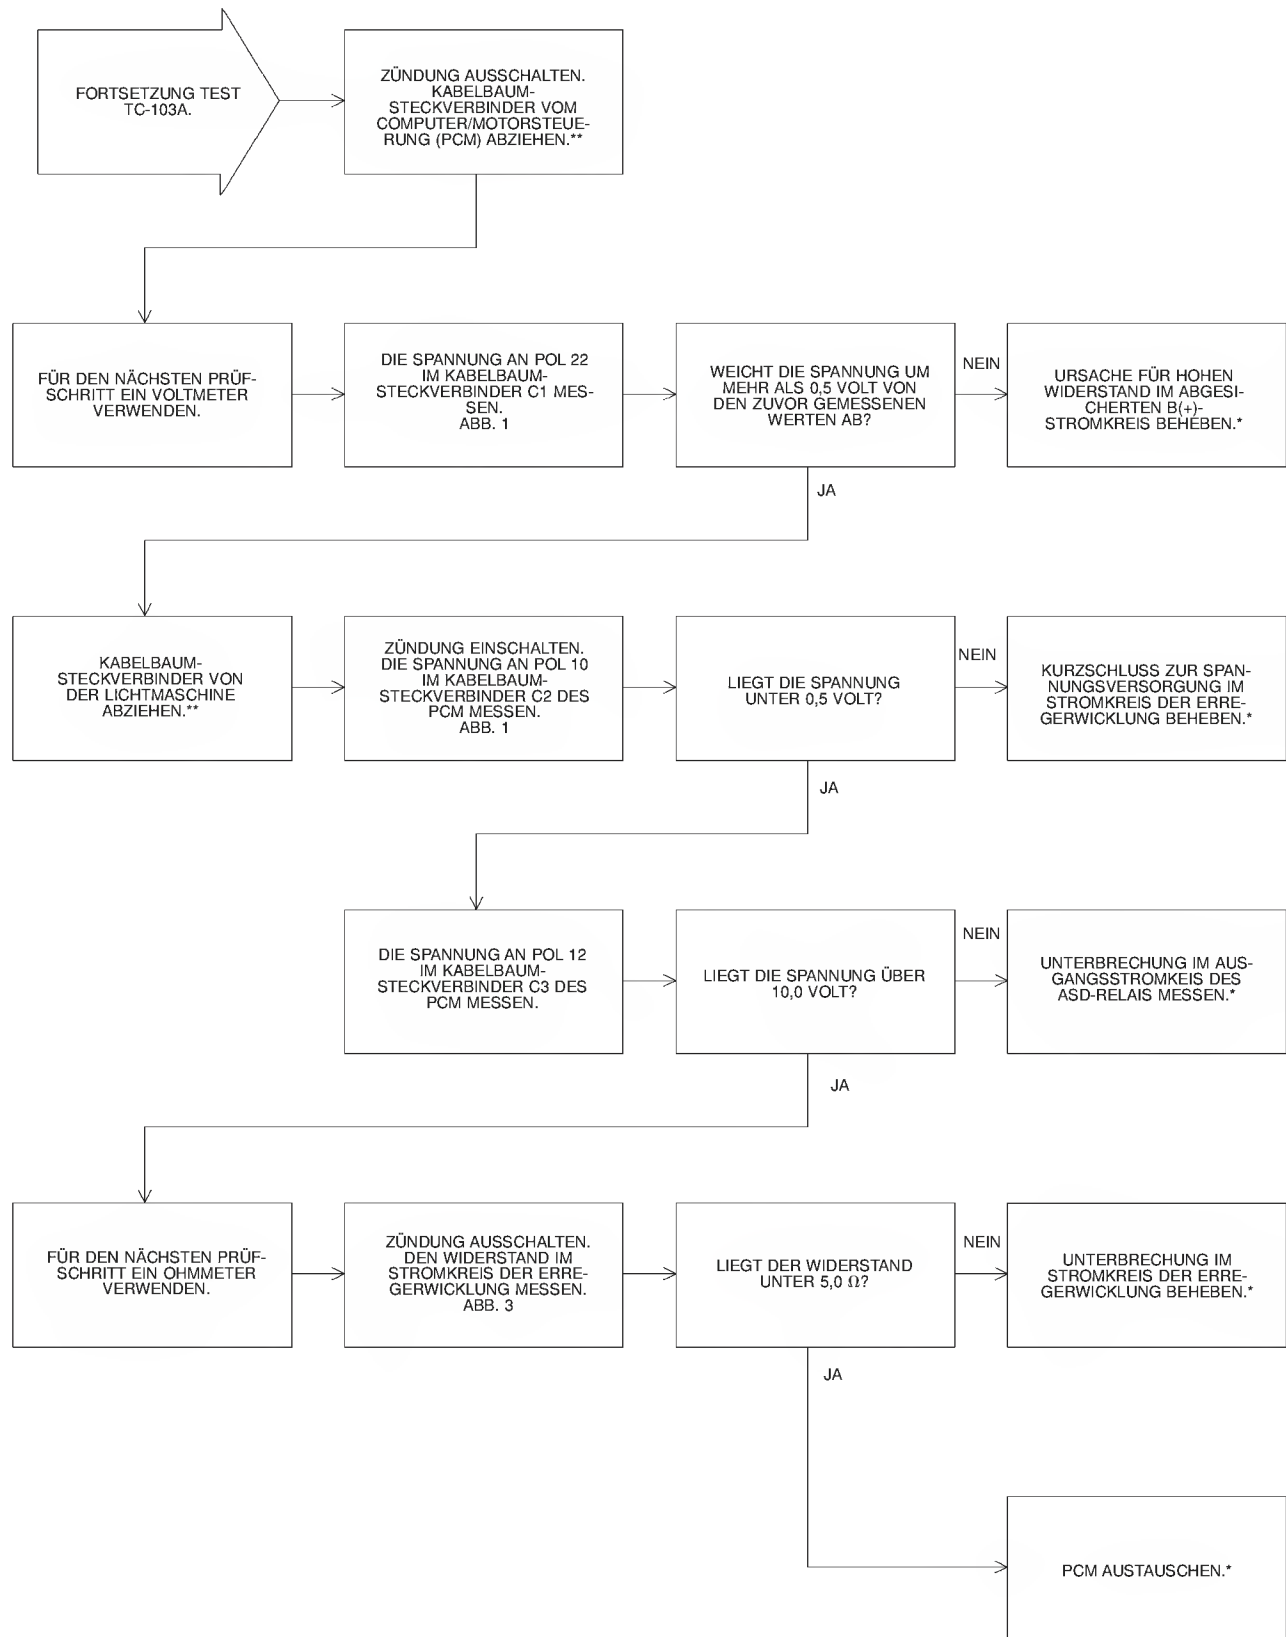 FORTSETZUNG TEST
TC-103A.
ZÜNDUNG AUSSCHALTEN.
KABELBAUM-
STECKVERBINDER VOM
COMPUTER/MOTORSTEUE-
RUNG (PCM) ABZIEHEN.**
FÜR DEN NÄCHSTEN PRÜF-
SCHRITT EIN VOLTMETER
VERWENDEN.
DIE SPANNUNG AN POL 22
IM KABELBAUM-
STECKVERBINDER C1 MES-
SEN.
ABB. 1
WEICHT DIE SPANNUNG UM
MEHR ALS 0,5 VOLT VON
DEN ZUVOR GEMESSENEN
WERTEN AB?
NEIN
URSACHE FÜR HOHEN
WIDERSTAND IM ABGESI-
CHERTEN B(+)-
STROMKREIS BEHEBEN.*
JA
KABELBAUM-
STECKVERBINDER VON
DER LICHTMASCHINE
ABZIEHEN.**
ZÜNDUNG EINSCHALTEN.
DIE SPANNUNG AN POL 10
IM KABELBAUM-
STECKVERBINDER C2 DES
PCM MESSEN.
ABB. 1
LIEGT DIE SPANNUNG
UNTER 0,5 VOLT?
NEIN
KURZSCHLUSS ZUR SPAN-
NUNGSVERSORGUNG IM
STROMKREIS DER ERRE-
GERWICKLUNG BEHEBEN.*
JA
DIE SPANNUNG AN POL 12
IM KABELBAUM-
STECKVERBINDER C3 DES
PCM MESSEN.
LIEGT DIE SPANNUNG ÜBER
10,0 VOLT?
NEIN
UNTERBRECHUNG IM AUS-
GANGSSTROMKEIS DES
ASD-RELAIS MESSEN.*
JA
FÜR DEN NÄCHSTEN PRÜF-
SCHRITT EIN OHMMETER
VERWENDEN.
ZÜNDUNG AUSSCHALTEN.
DEN WIDERSTAND IM
STROMKREIS DER ERRE-
GERWICKLUNG MESSEN.
ABB. 3
LIEGT DER WIDERSTAND
UNTER 5,0 Ω?
NEIN
UNTERBRECHUNG IM
STROMKREIS DER ERRE-
GERWICKLUNG BEHEBEN.*
JA
PCM AUSTAUSCHEN.*